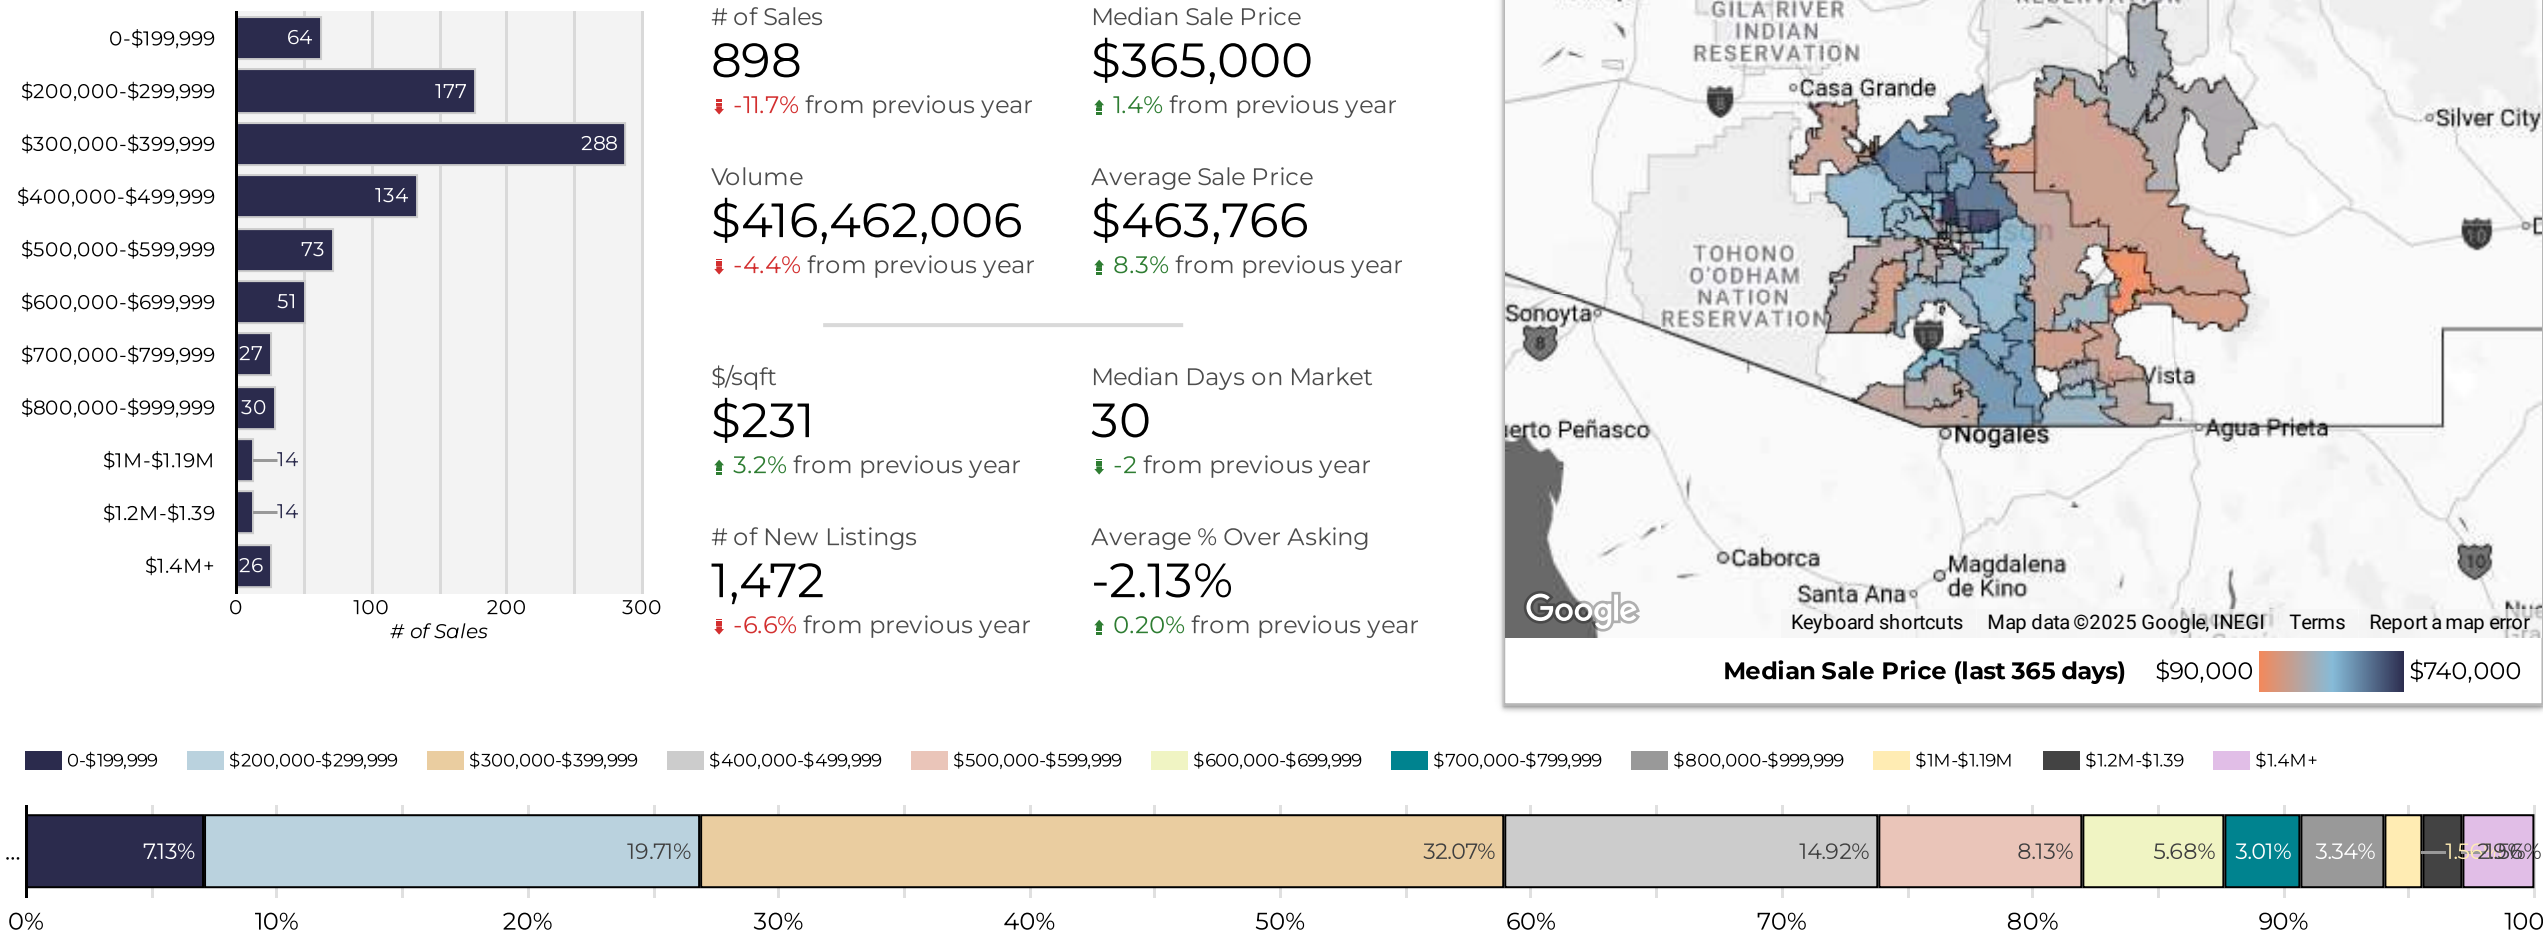 0-$199,999
64
$200,000-$299,999
177
$300,000-$399,999
288
$400,000-$499,999
134
$500,000-$599,999
73
$600,000-$699,999
51
$700,000-$799,999
27
$800,000-$999,999
30
$1M-$1.19M
14
$1.2M-$1.39
14
$1.4M+
26
0 100 200 300
# of Sales
# of Sales
898
-11.7% from previous year
Median Sale Price
$365,000
1.4% from previous year
Volume
$416,462,006
-4.4% from previous year
Average Sale Price
$463,766
8.3% from previous year
$/sqft
$231
3.2% from previous year
Median Days on Market
30
-2 from previous year
# of New Listings
1,472
-6.6% from previous year
Average % Over Asking
-2.13%
0.20% from previous year
GILA RIVER
INDIAN
RESERVATION
Casa Grande
8
Silver City
10
TOHONO
O'ODHAM
NATION
RESERVATION
Sonoyta
8
Vista
Nogales
Agua Prieta
Caborca
Magdalena
de Kino
Santa Ana
10
Google
Keyboard shortcuts Map data ©2025 Google, INEGI Terms Report a map error
Median Sale Price (last 365 days) $90,000 $740,000
0-$199,999 $200,000-$299,999 $300,000-$399,999 $400,000-$499,999 $500,000-$599,999 $600,000-$699,999 $700,000-$799,999 $800,000-$999,999 $1M-$1.19M $1.2M-$1.39 $1.4M+
... 7.13% 19.71% 32.07% 14.92% 8.13% 5.68% 3.01% 3.34%
0% 10% 20% 30% 40% 50% 60% 70% 80% 90% 100